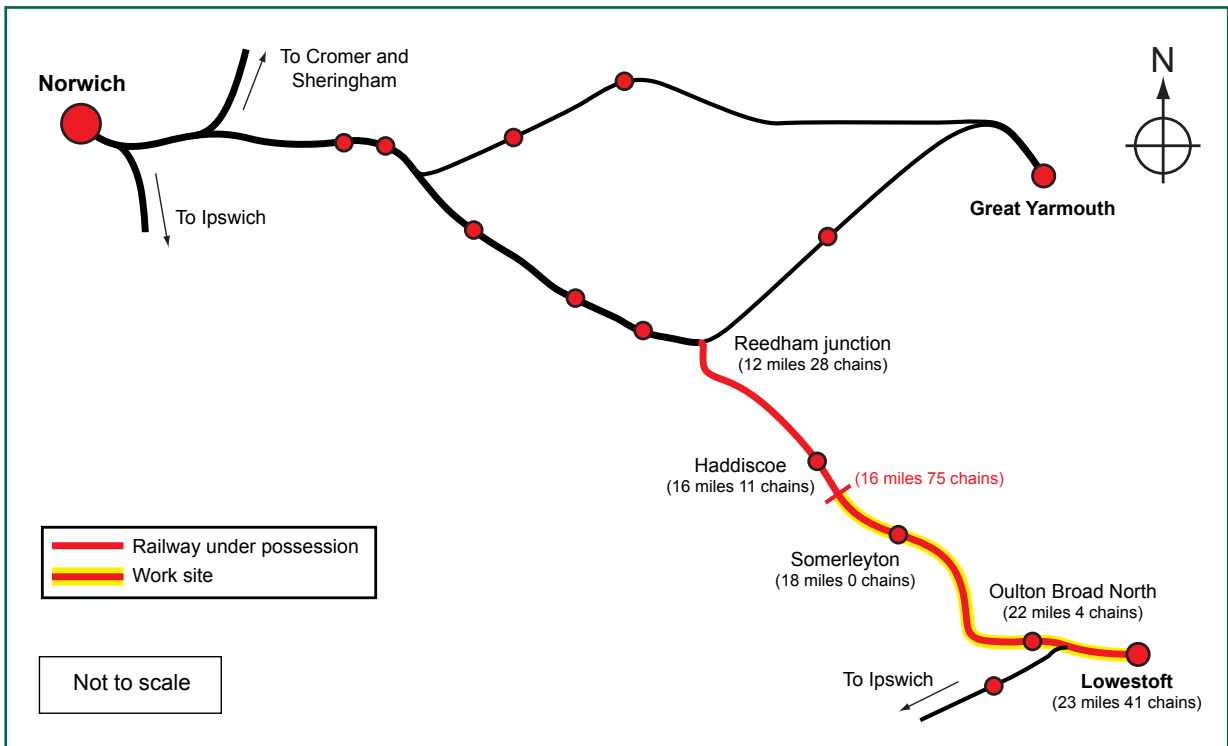 To Cromer and
Sheringham
Norwich
N
To Ipswich
Great Yarmouth
Reedham junction
(12 miles 28 chains)
Haddiscoe
(16 miles 11 chains)
(16 miles 75 chains)
Railway under possession
Work site
Somerleyton
(18 miles 0 chains)
Oulton Broad North
(22 miles 4 chains)
Not to scale
To Ipswich
Lowestoft
(23 miles 41 chains)